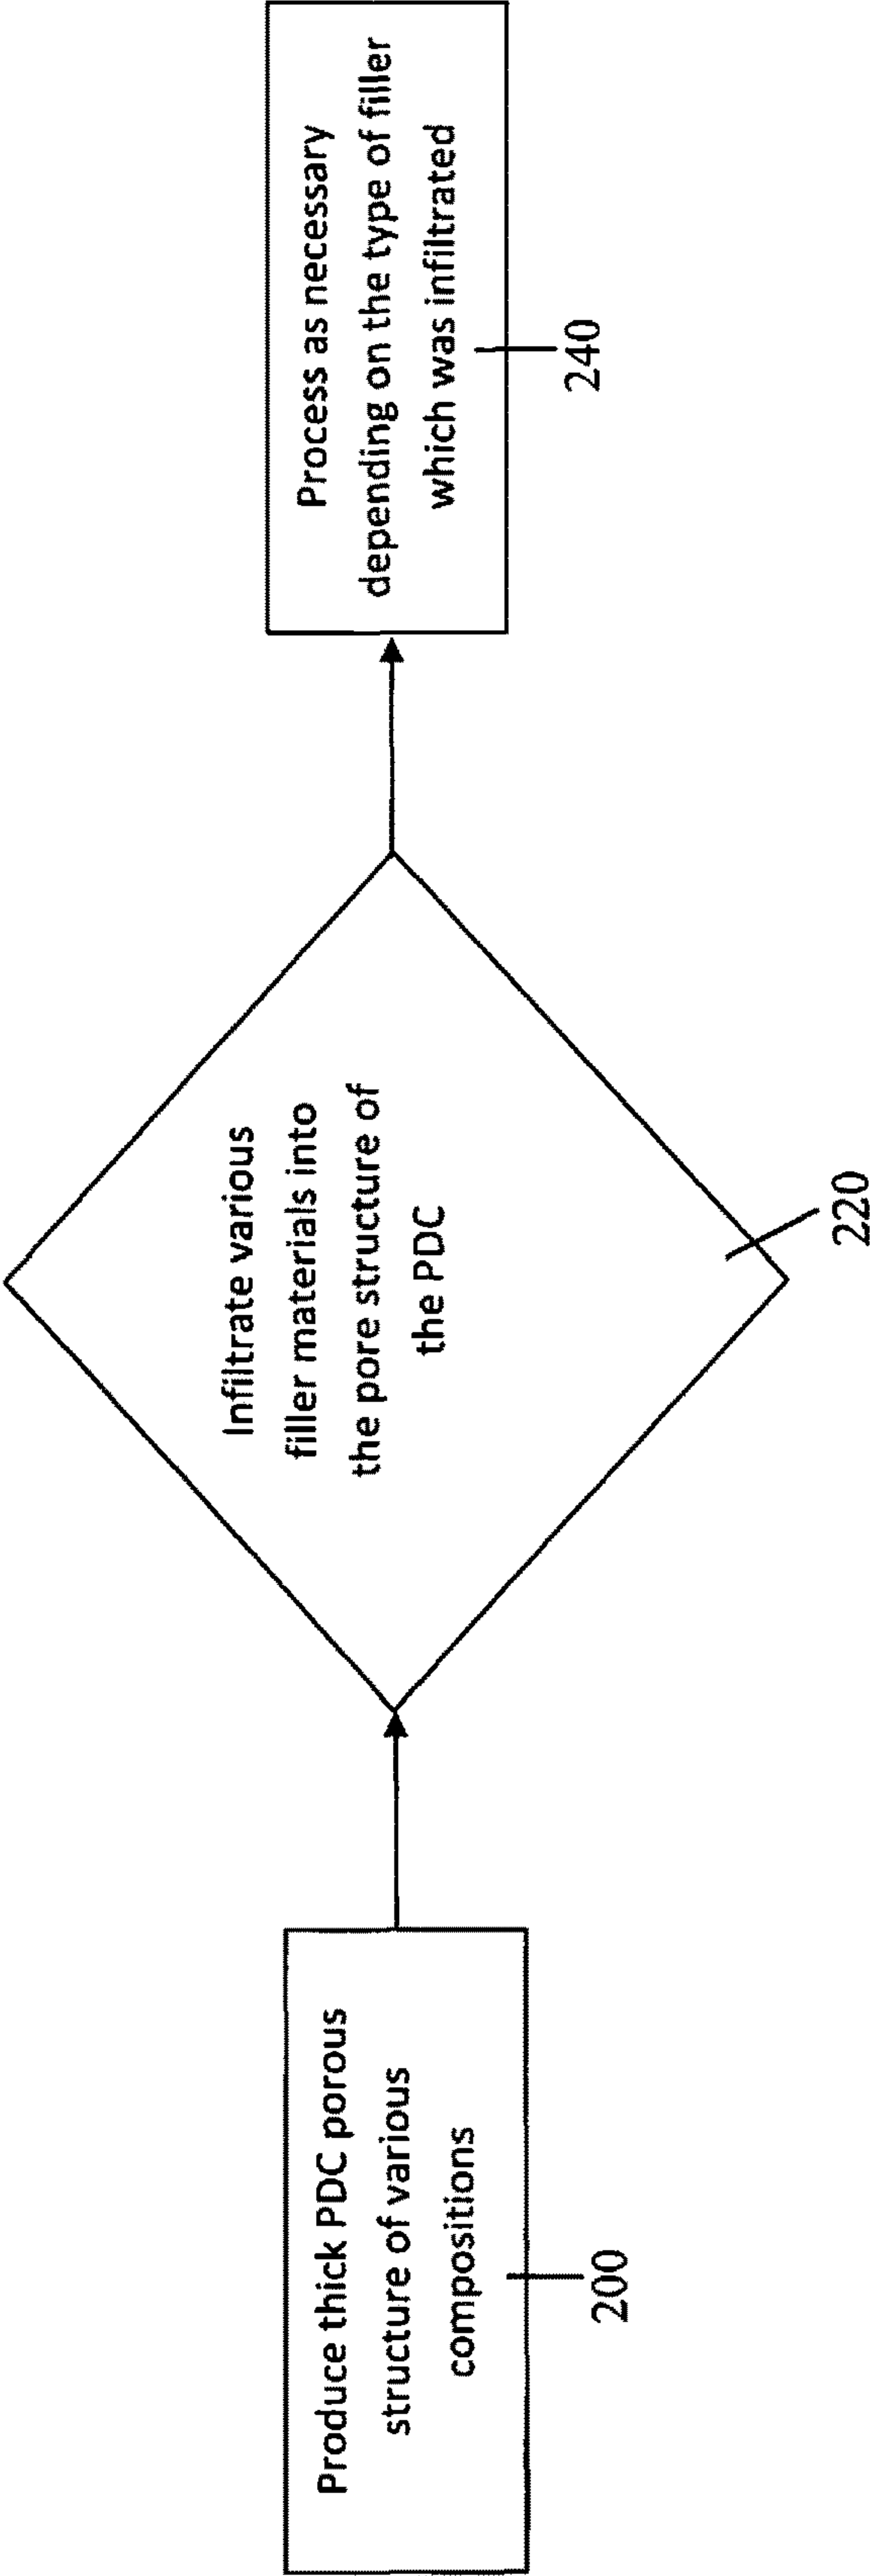 Produce thick PDC porous
structure of various
compositions
200
Infiltrate various
filler materials into
the pore structure of
the PDC
220
Process as necessary
depending on the type of filler
which was infiltrated
240